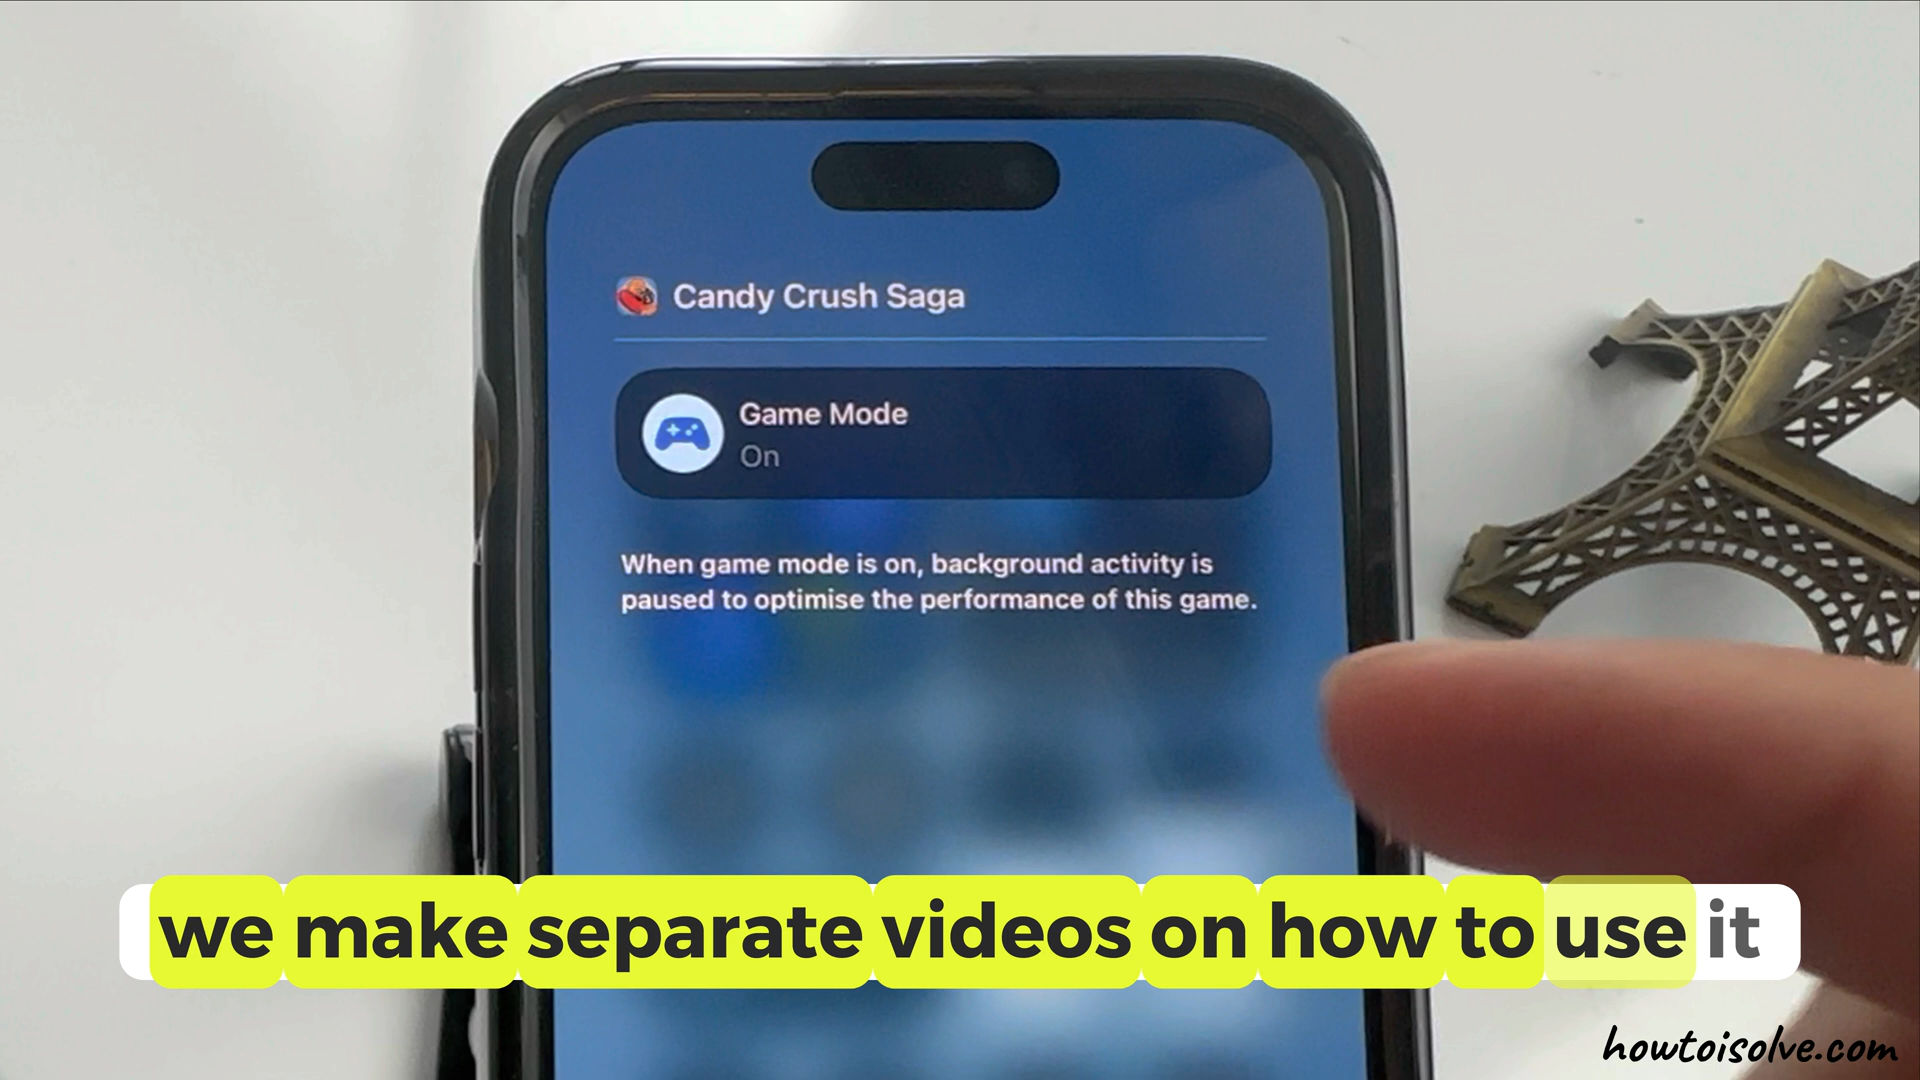 Candy Crush Saga
Game Mode
On
When game mode is on, background activity is
paused to optimise the performance of this game.
we make separate videos on how to use it
howtoisolve.com